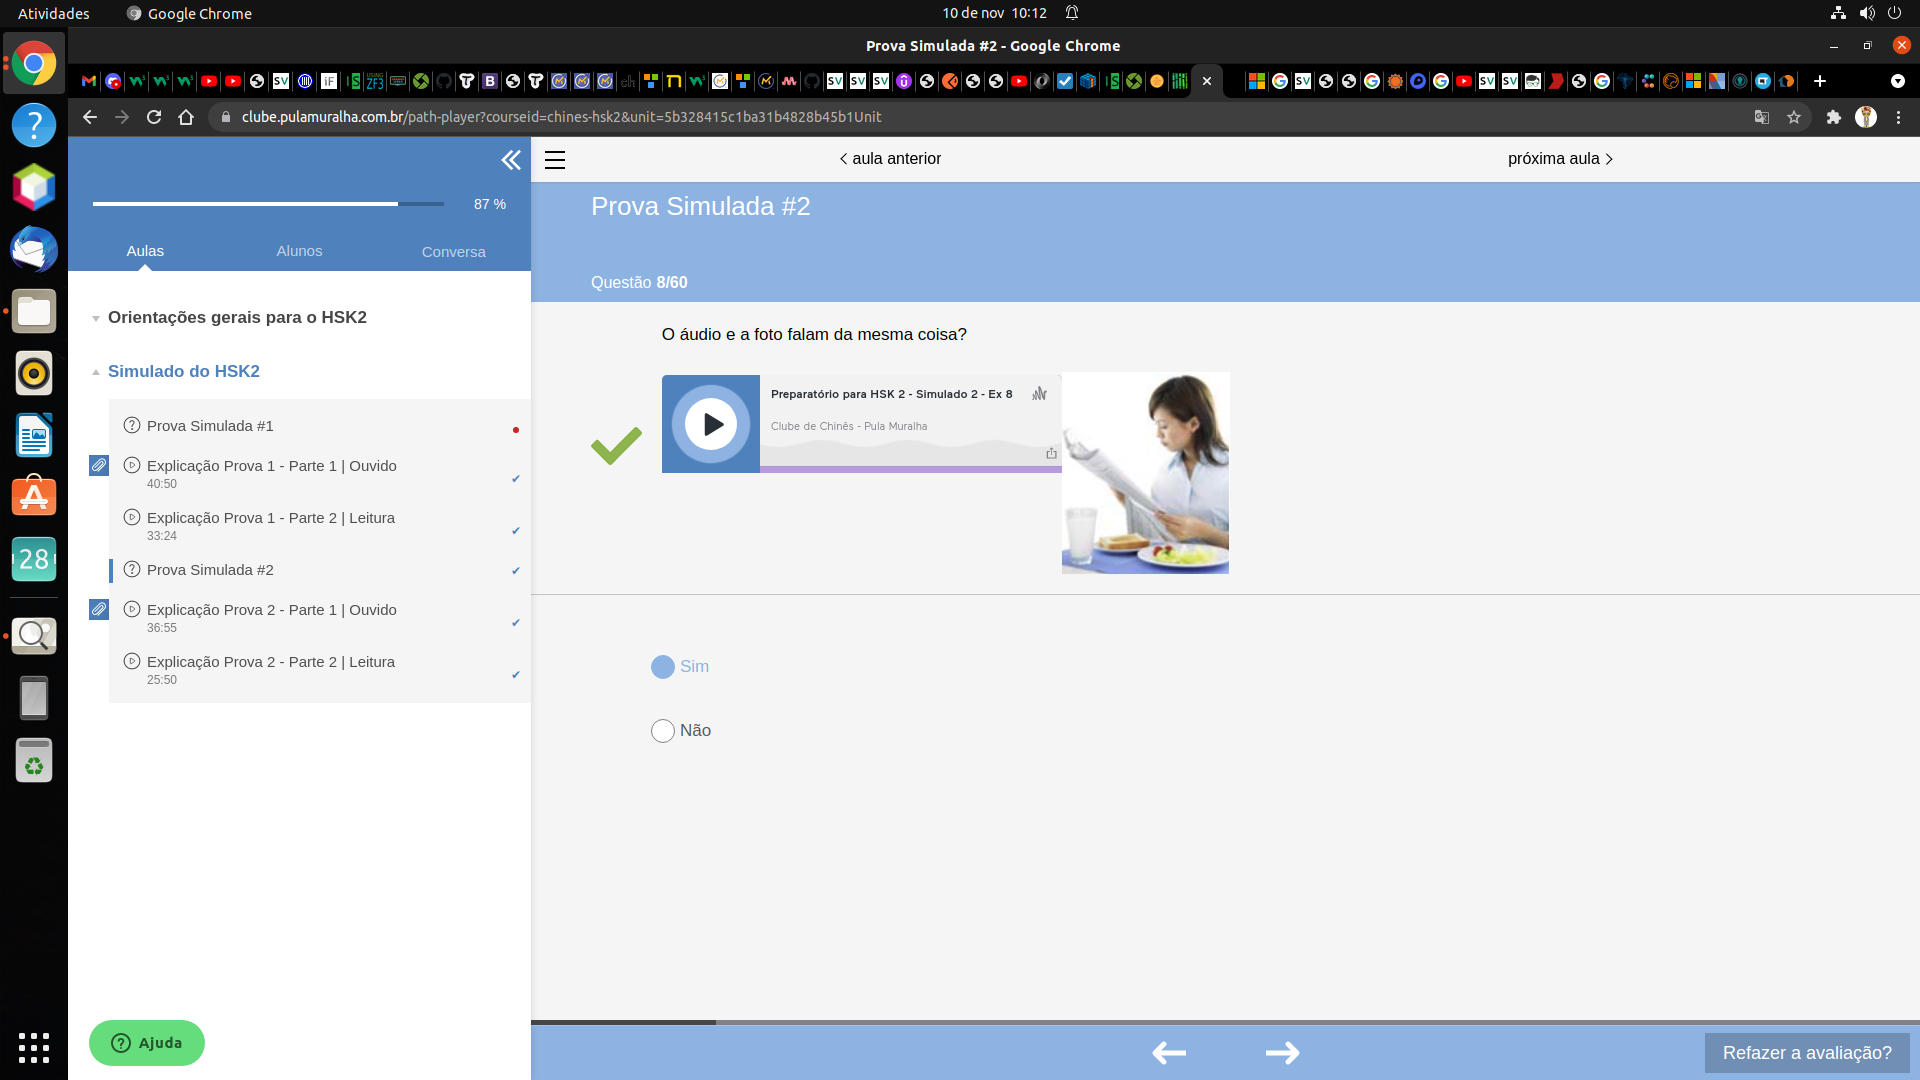 Atividades
Google Chrome
10 de nov 10:12
Prova Simulada #2 - Google Chrome
clube.pulamuralha.com.br/path-player?courseid=chines-hsk2&unit=5b328415c1ba31b4828b45b1Unit
87 %
Aulas
Alunos
Conversa
Orientações gerais para o HSK2
Simulado do HSK2
Prova Simulada #1
Explicação Prova 1 - Parte 1 | Ouvido
40:50
Explicação Prova 1 - Parte 2 | Leitura
33:24
Prova Simulada #2
Explicação Prova 2 - Parte 1 | Ouvido
36:55
Explicação Prova 2 - Parte 2 | Leitura
25:50
Ajuda
28
aula anterior
próxima aula
Prova Simulada #2
Questão 8/60
O áudio e a foto falam da mesma coisa?
Preparatório para HSK 2 - Simulado 2 - Ex 8
Clube de Chinês - Pula Muralha
Sim
Não
Refazer a avaliação?